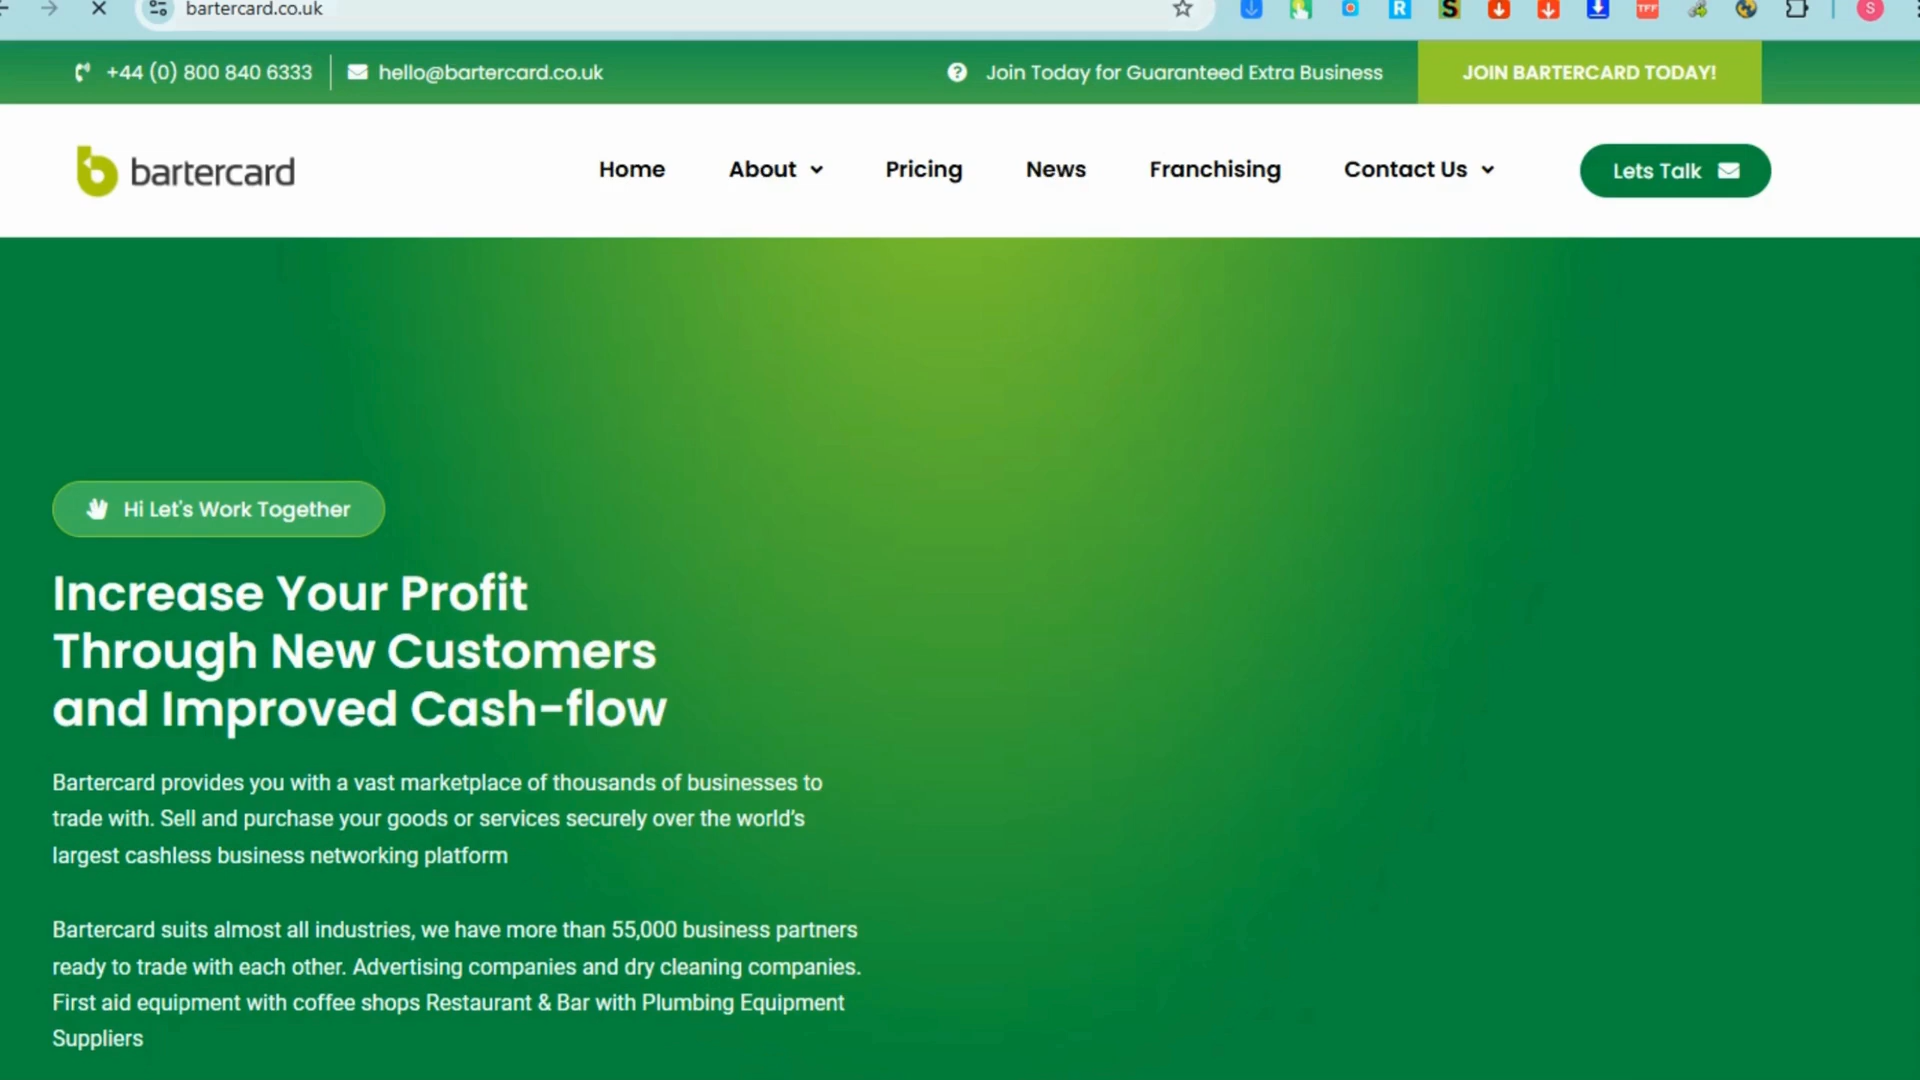 bartercard.co.uk
+44 (0) 800 840 6333
hello@bartercard.co.uk
Join Today for Guaranteed Extra Business
JOIN BARTERCARD TODAY!
bartercard
Home
About
Pricing
News
Franchising
Contact Us
Lets Talk
Hi Let's Work Together
Increase Your Profit
Through New Customers
and Improved Cash-flow
Bartercard provides you with a vast marketplace of thousands of businesses to
trade with. Sell and purchase your goods or services securely over the world's
largest cashless business networking platform
Bartercard suits almost all industries, we have more than 55,000 business partners
ready to trade with each other. Advertising companies and dry cleaning companies.
First aid equipment with coffee shops Restaurant & Bar with Plumbing Equipment
Suppliers
R
S
TFF
S